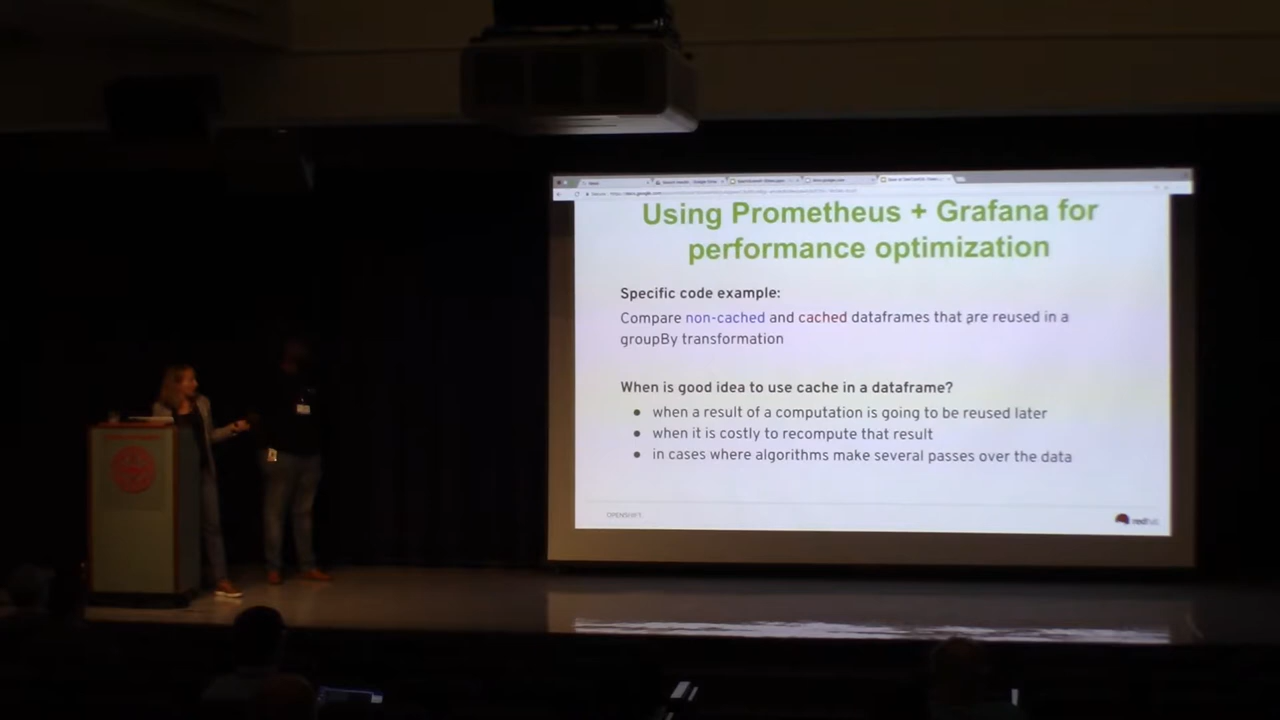 Using Prometheus + Grafana for
performance optimization
Specific code example:
Compare non-cached and cached dataframes that are reused in a
groupBy transformation
When is good idea to use cache in a dataframe?
● when a result of a computation is going to be reused later
● when it is costly to recompute that result
● in cases where algorithms make several passes over the data
OPENSHIFT
redhat